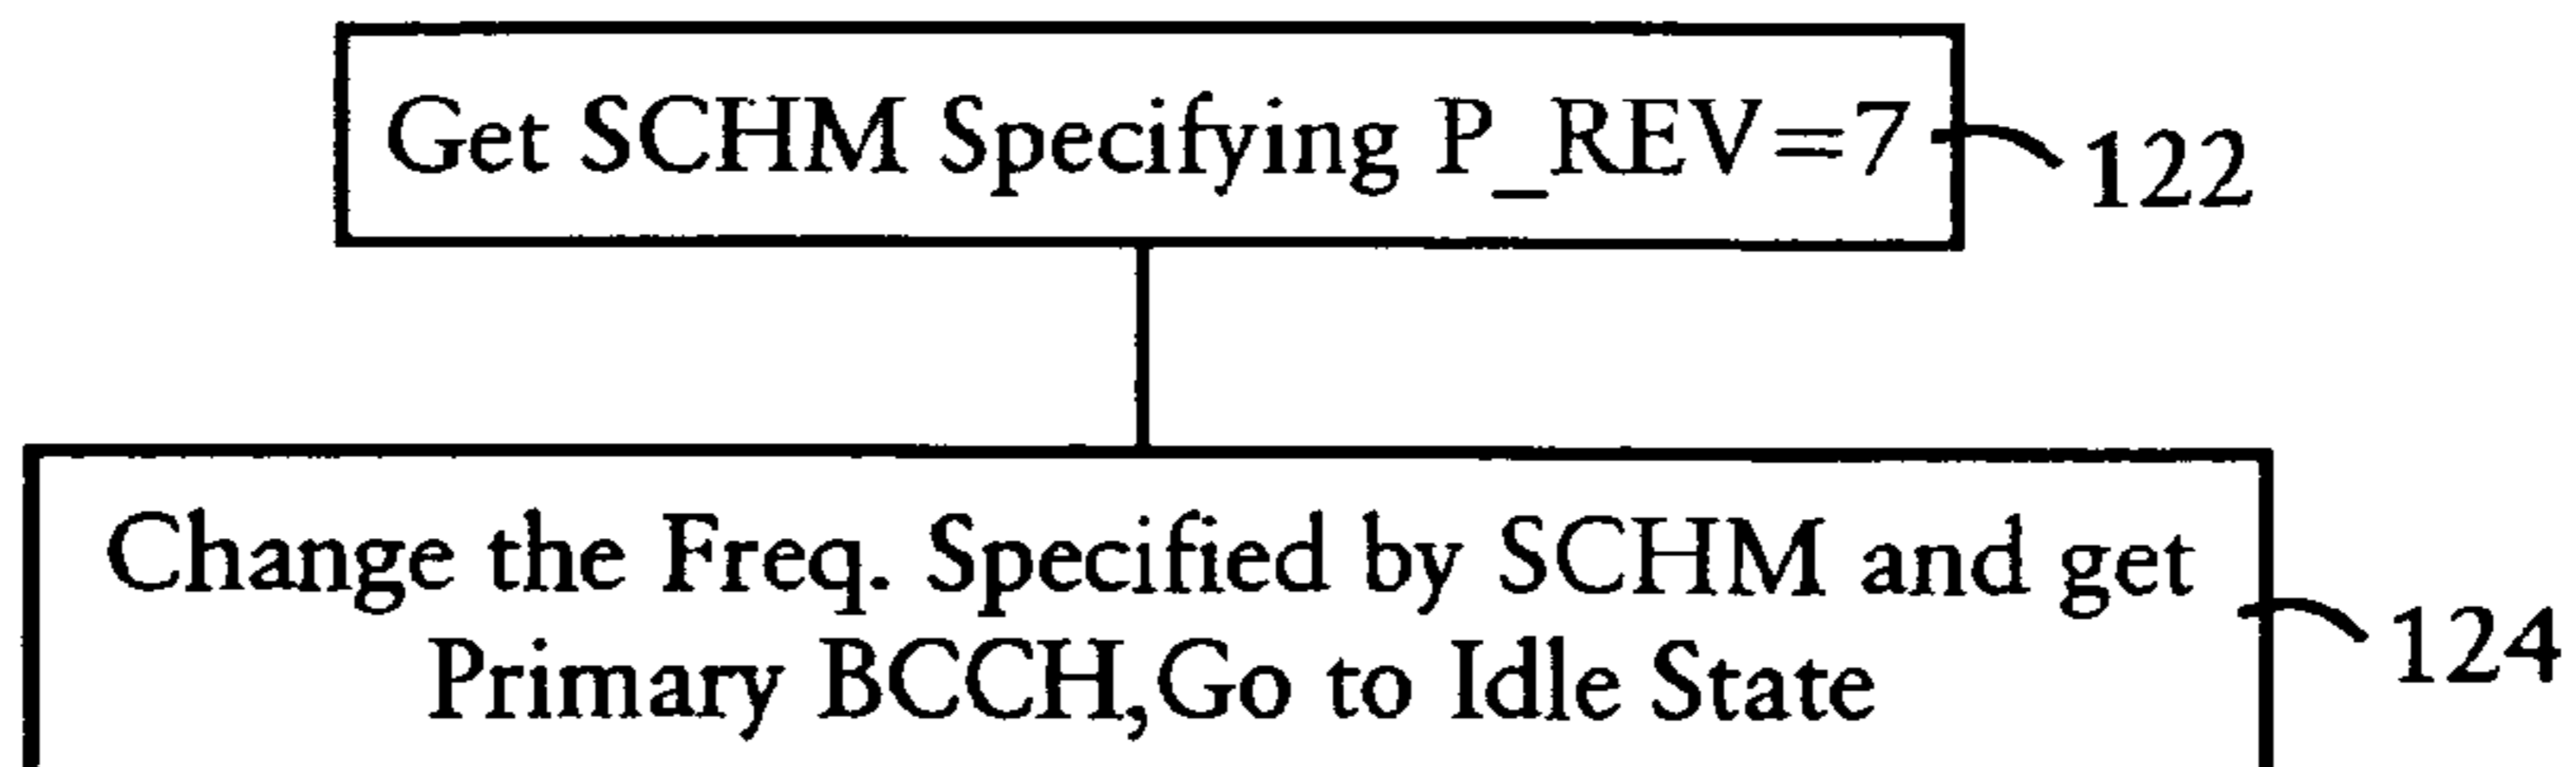 Get SCHM Specifying P_REV=7
122
Change the Freq. Specified by SCHM and get
Primary BCCH,Go to Idle State
124